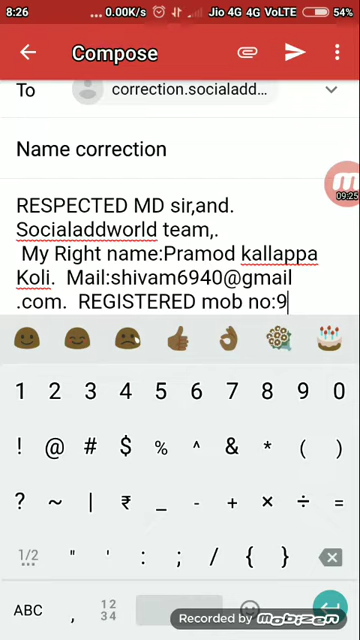 8:26 ... 0.00K/s Jio 4G 4G VoLTE 54%
Compose
To correction.socialadd...
Name correction
09:25
RESPECTED MD sir,and.
Socialaddworld team,.
My Right name:Pramod kallappa
Koli.  Mail:shivam6940@gmail
.com.  REGISTERED mob no:9
1 2 3 4 5 6 7 8 9 0
! @ # $ % ^ & * ( )
? ~ | ₹ _ - + × ÷ =
1/2 " ' : ; / { }
ABC , 12 34
Recorded by Mobizen